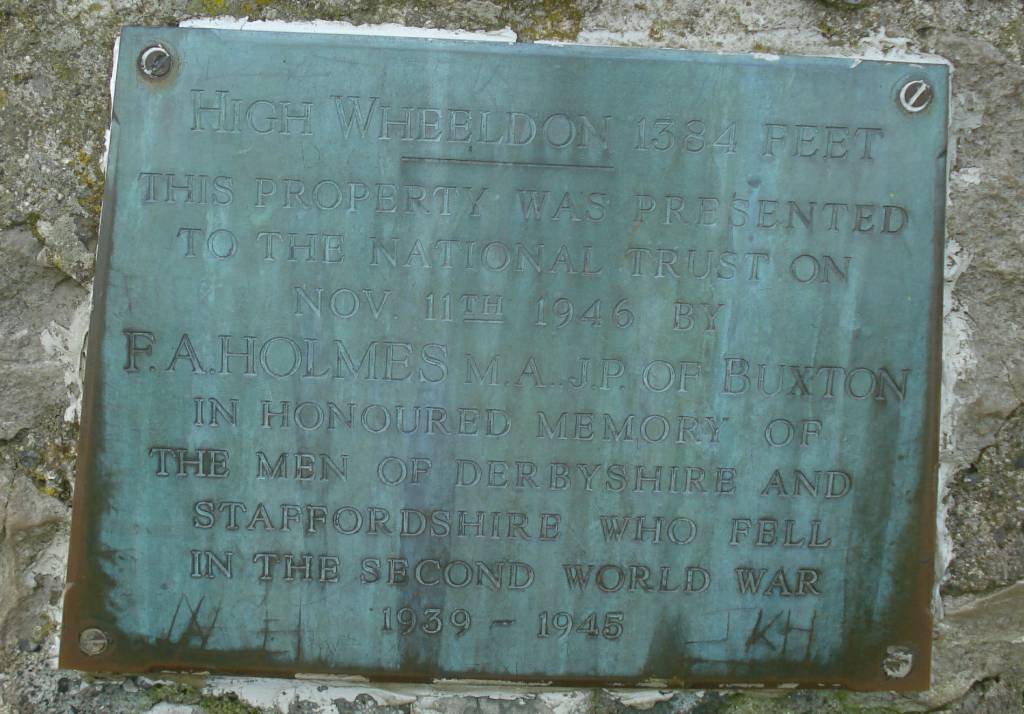 HIGH WHEELDON 1384 FEET
THIS PROPERTY WAS PRESENTED
TO THE NATIONAL TRUST ON
NOV. 11TH 1946 BY
F.A.HOLMES M.A., J.P. OF BUXTON
IN HONOURED MEMORY OF
THE MEN OF DERBYSHIRE AND
STAFFORDSHIRE WHO FELL
IN THE SECOND WORLD WAR
1939 - 1945
KH